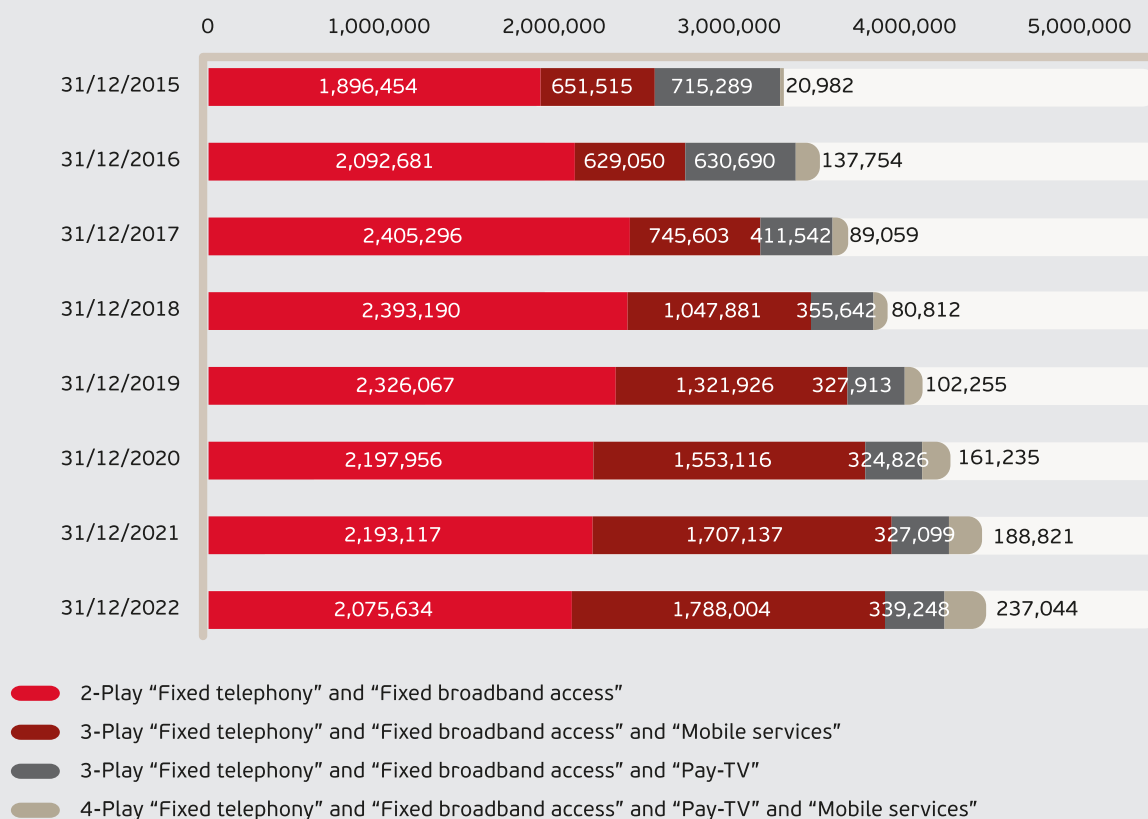 0 1,000,000 2,000,000 3,000,000 4,000,000 5,000,000
31/12/2015 1,896,454 651,515 715,289 20,982
31/12/2016 2,092,681 629,050 630,690 137,754
31/12/2017 2,405,296 745,603 411,542 89,059
31/12/2018 2,393,190 1,047,881 355,642 80,812
31/12/2019 2,326,067 1,321,926 327,913 102,255
31/12/2020 2,197,956 1,553,116 324,826 161,235
31/12/2021 2,193,117 1,707,137 327,099 188,821
31/12/2022 2,075,634 1,788,004 339,248 237,044
2-Play “Fixed telephony” and “Fixed broadband access”
3-Play “Fixed telephony” and “Fixed broadband access” and “Mobile services”
3-Play “Fixed telephony” and “Fixed broadband access” and “Pay-TV”
4-Play “Fixed telephony” and “Fixed broadband access” and “Pay-TV” and “Mobile services”